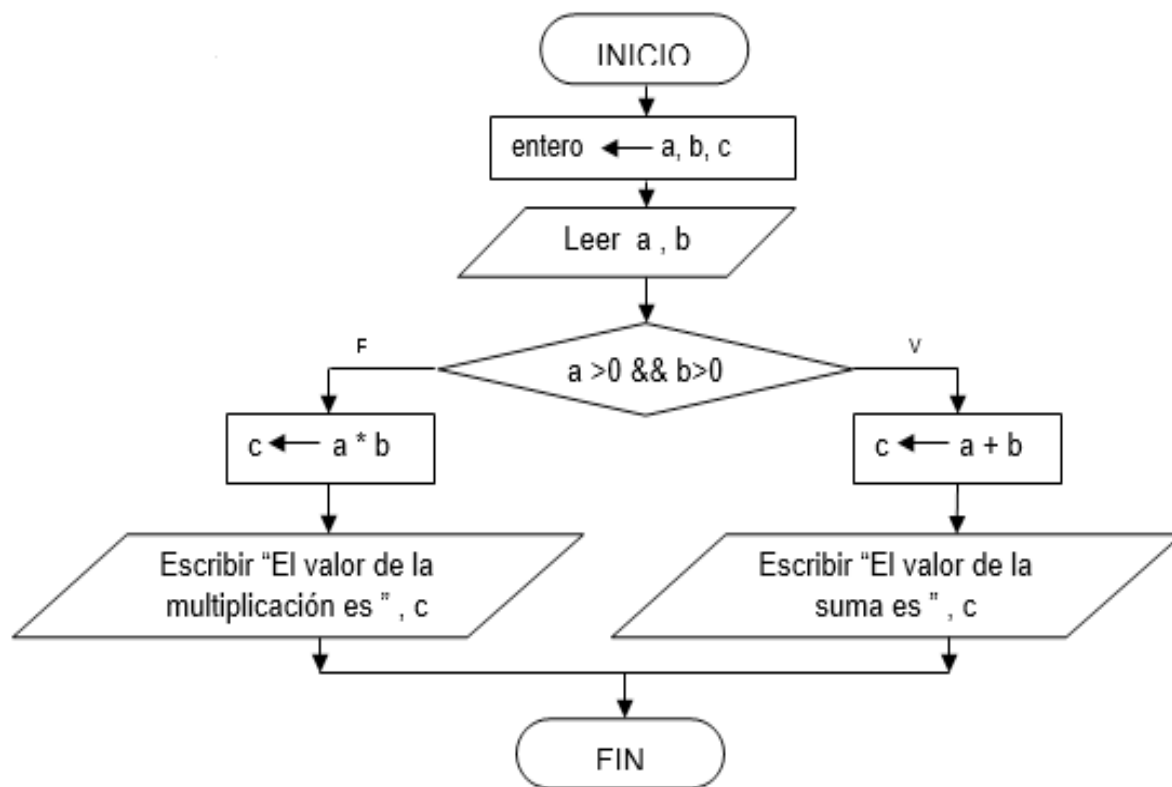 INICIO
entero ← a, b, c
Leer a , b
F
V
a >0 && b>0
c ← a * b
c ← a + b
Escribir “El valor de la
multiplicación es ” , c
Escribir “El valor de la
suma es ” , c
FIN